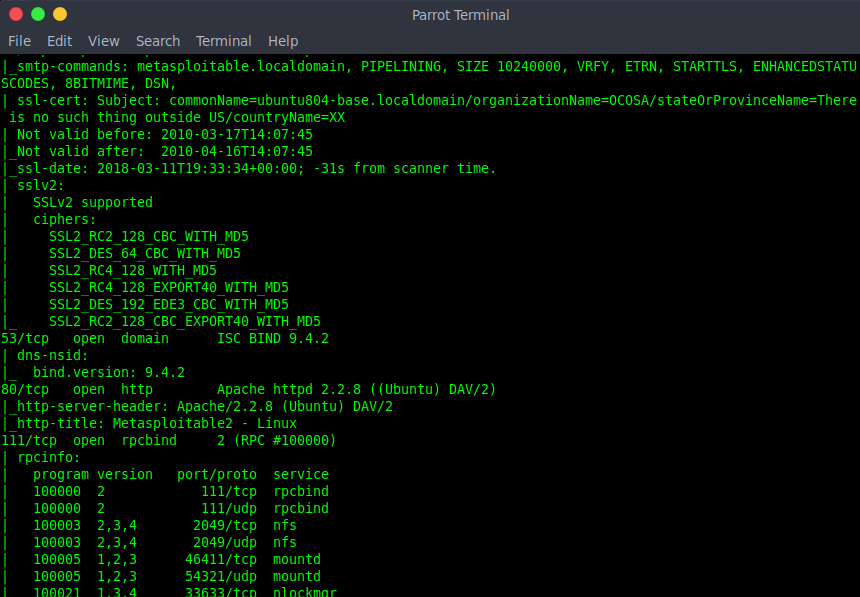 Parrot Terminal
File Edit View Search Terminal Help
|_smtp-commands: metasploitable.localdomain, PIPELINING, SIZE 10240000, VRFY, ETRN, STARTTLS, ENHANCEDSTATU
SCODES, 8BITMIME, DSN,
| ssl-cert: Subject: commonName=ubuntu804-base.localdomain/organizationName=OCOSA/stateOrProvinceName=There
 is no such thing outside US/countryName=XX
| Not valid before: 2010-03-17T14:07:45
|_Not valid after:  2010-04-16T14:07:45
|_ssl-date: 2018-03-11T19:33:34+00:00; -31s from scanner time.
| sslv2:
|   SSLv2 supported
|   ciphers:
|     SSL2_RC2_128_CBC_WITH_MD5
|     SSL2_DES_64_CBC_WITH_MD5
|     SSL2_RC4_128_WITH_MD5
|     SSL2_RC4_128_EXPORT40_WITH_MD5
|     SSL2_DES_192_EDE3_CBC_WITH_MD5
|_    SSL2_RC2_128_CBC_EXPORT40_WITH_MD5
53/tcp   open  domain      ISC BIND 9.4.2
| dns-nsid:
|_  bind.version: 9.4.2
80/tcp   open  http        Apache httpd 2.2.8 ((Ubuntu) DAV/2)
|_http-server-header: Apache/2.2.8 (Ubuntu) DAV/2
|_http-title: Metasploitable2 - Linux
111/tcp  open  rpcbind     2 (RPC #100000)
| rpcinfo:
|   program version   port/proto  service
|   100000  2            111/tcp  rpcbind
|   100000  2            111/udp  rpcbind
|   100003  2,3,4       2049/tcp  nfs
|   100003  2,3,4       2049/udp  nfs
|   100005  1,2,3      46411/tcp  mountd
|   100005  1,2,3      54321/udp  mountd
|   100021  1,3,4      33633/tcp  nlockmgr